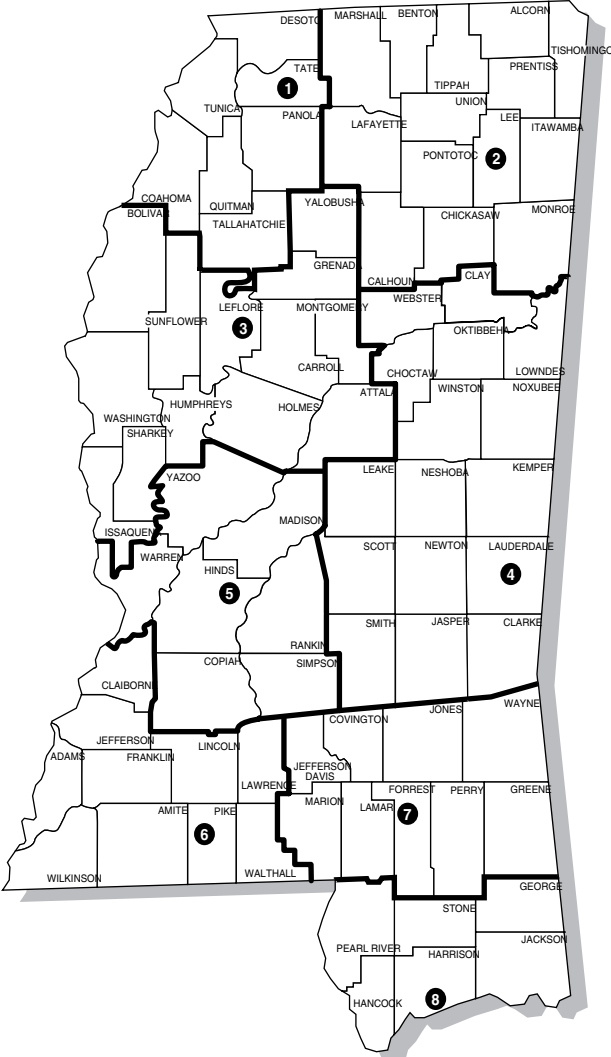 DESOTO
MARSHALL
BENTON
ALCORN
TISHOMINGO
TATE
PRENTISS
1
TIPPAH
TUNICA
PANOLA
UNION
LAFAYETTE
LEE
ITAWAMBA
PONTOTOC
2
COAHOMA
QUITMAN
YALOBUSHA
BOLIVAR
CHICKASAW
MONROE
TALLAHATCHIE
GRENADA
CALHOUN
CLAY
WEBSTER
LEFLORE
MONTGOMERY
SUNFLOWER
3
OKTIBBEHA
CARROLL
CHOCTAW
LOWNDES
ATTALA
WINSTON
NOXUBEE
HUMPHREYS
HOLMES
WASHINGTON
SHARKEY
YAZOO
LEAKE
NESHOBA
KEMPER
MADISON
ISSAQUENA
WARREN
SCOTT
NEWTON
LAUDERDALE
HINDS
4
5
SMITH
JASPER
CLARKE
RANKIN
COPIAH
SIMPSON
CLAIBORNE
WAYNE
JONES
COVINGTON
JEFFERSON
LINCOLN
ADAMS
FRANKLIN
JEFFERSON
DAVIS
LAWRENCE
FORREST
PERRY
GREENE
MARION
LAMAR
AMITE
PIKE
7
6
WALTHALL
WILKINSON
GEORGE
STONE
JACKSON
PEARL RIVER
HARRISON
HANCOCK
8